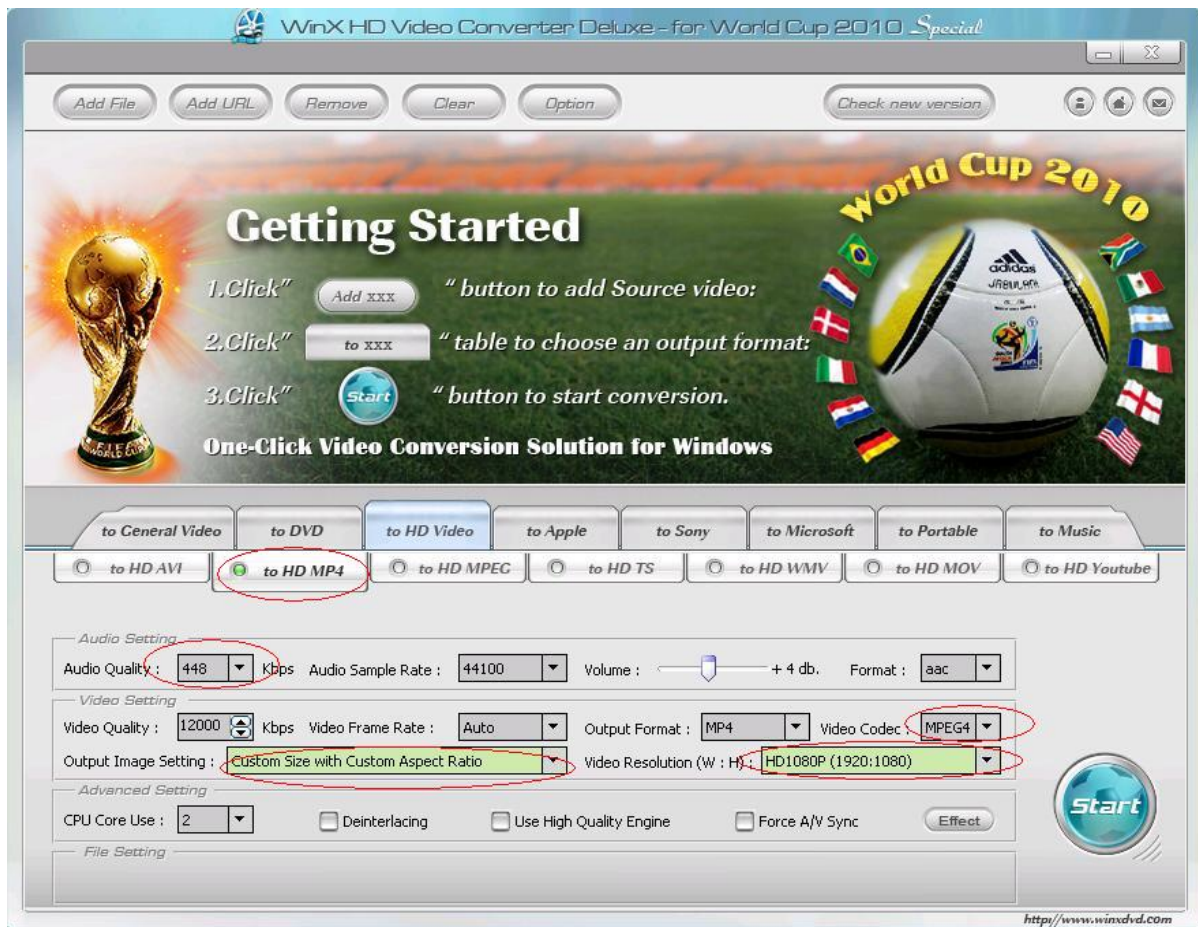 WinX HD Video Converter Deluxe - for World Cup 2010 Special
Add File Add URL Remove Clear Option Check new version
World Cup 2010
Getting Started
1.Click" Add xxx " button to add Source video:
2.Click" to xxx " table to choose an output format:
3.Click" Start " button to start conversion.
One-Click Video Conversion Solution for Windows
adidas
JABULANI
FIFA
WORLD CUP
to General Video to DVD to HD Video to Apple to Sony to Microsoft to Portable to Music
to HD AVI to HD MP4 to HD MPEG to HD TS to HD WMV to HD MOV to HD Youtube
Audio Setting
Audio Quality : 448 Kbps Audio Sample Rate : 44100 Volume : + 4 db. Format : aac
Video Setting
Video Quality : 12000 Kbps Video Frame Rate : Auto Output Format : MP4 Video Codec : MPEG4
Output Image Setting : Custom Size with Custom Aspect Ratio Video Resolution (W : H) : HD1080P (1920:1080)
Advanced Setting
CPU Core Use : 2 Deinterlacing Use High Quality Engine Force A/V Sync Effect
Start
File Setting
http://www.winxdvd.com